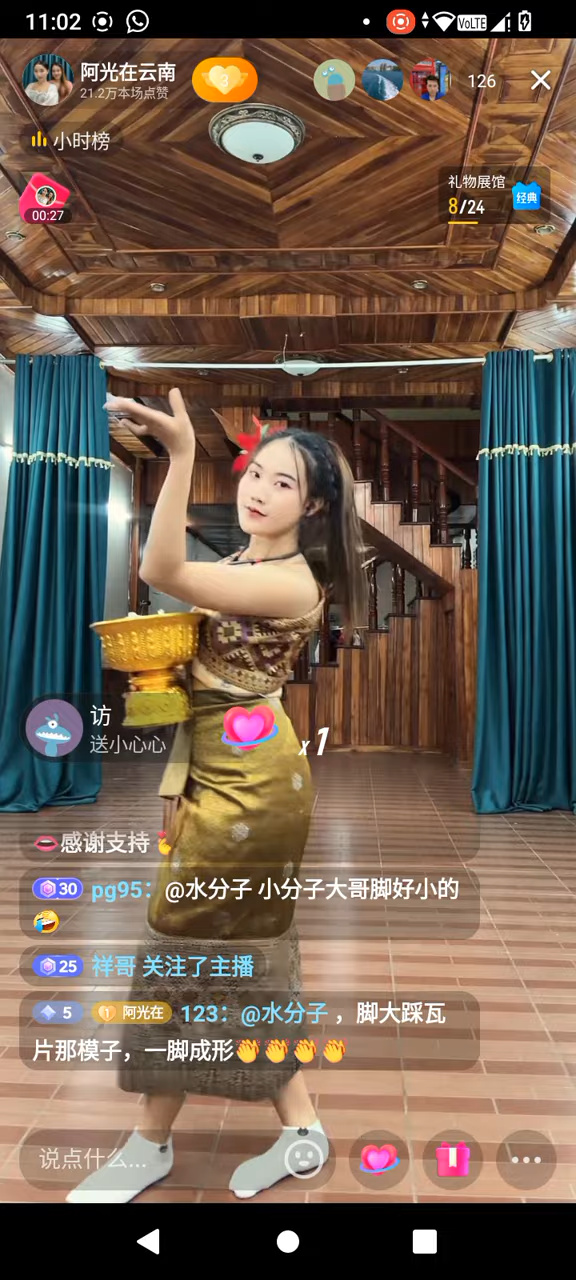 11:02
VoLTE
阿光在云南
21.2万本场点赞
3
126
小时榜
00:27
礼物展馆
8/24
经典
访
送小心心
x1
感谢支持
30 pg95：@水分子 小分子大哥脚好小的
25 祥哥 关注了主播
5 1 阿光在 123：@水分子 ，脚大踩瓦
片那模子，一脚成形👏👏👏👏
说点什么...